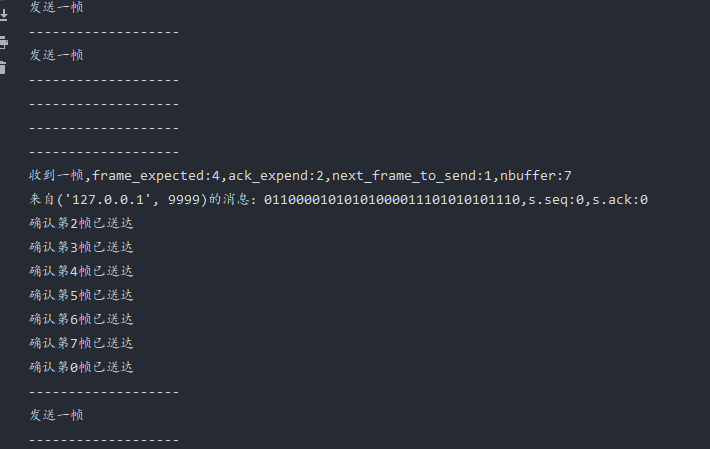 发送一帧
-------------------
发送一帧
-------------------
-------------------
-------------------
-------------------
收到一帧,frame_expected:4,ack_expend:2,next_frame_to_send:1,nbuffer:7
来自('127.0.0.1', 9999)的消息：01100001010101000011101010101110,s.seq:0,s.ack:0
确认第2帧已送达
确认第3帧已送达
确认第4帧已送达
确认第5帧已送达
确认第6帧已送达
确认第7帧已送达
确认第0帧已送达
-------------------
发送一帧
-------------------